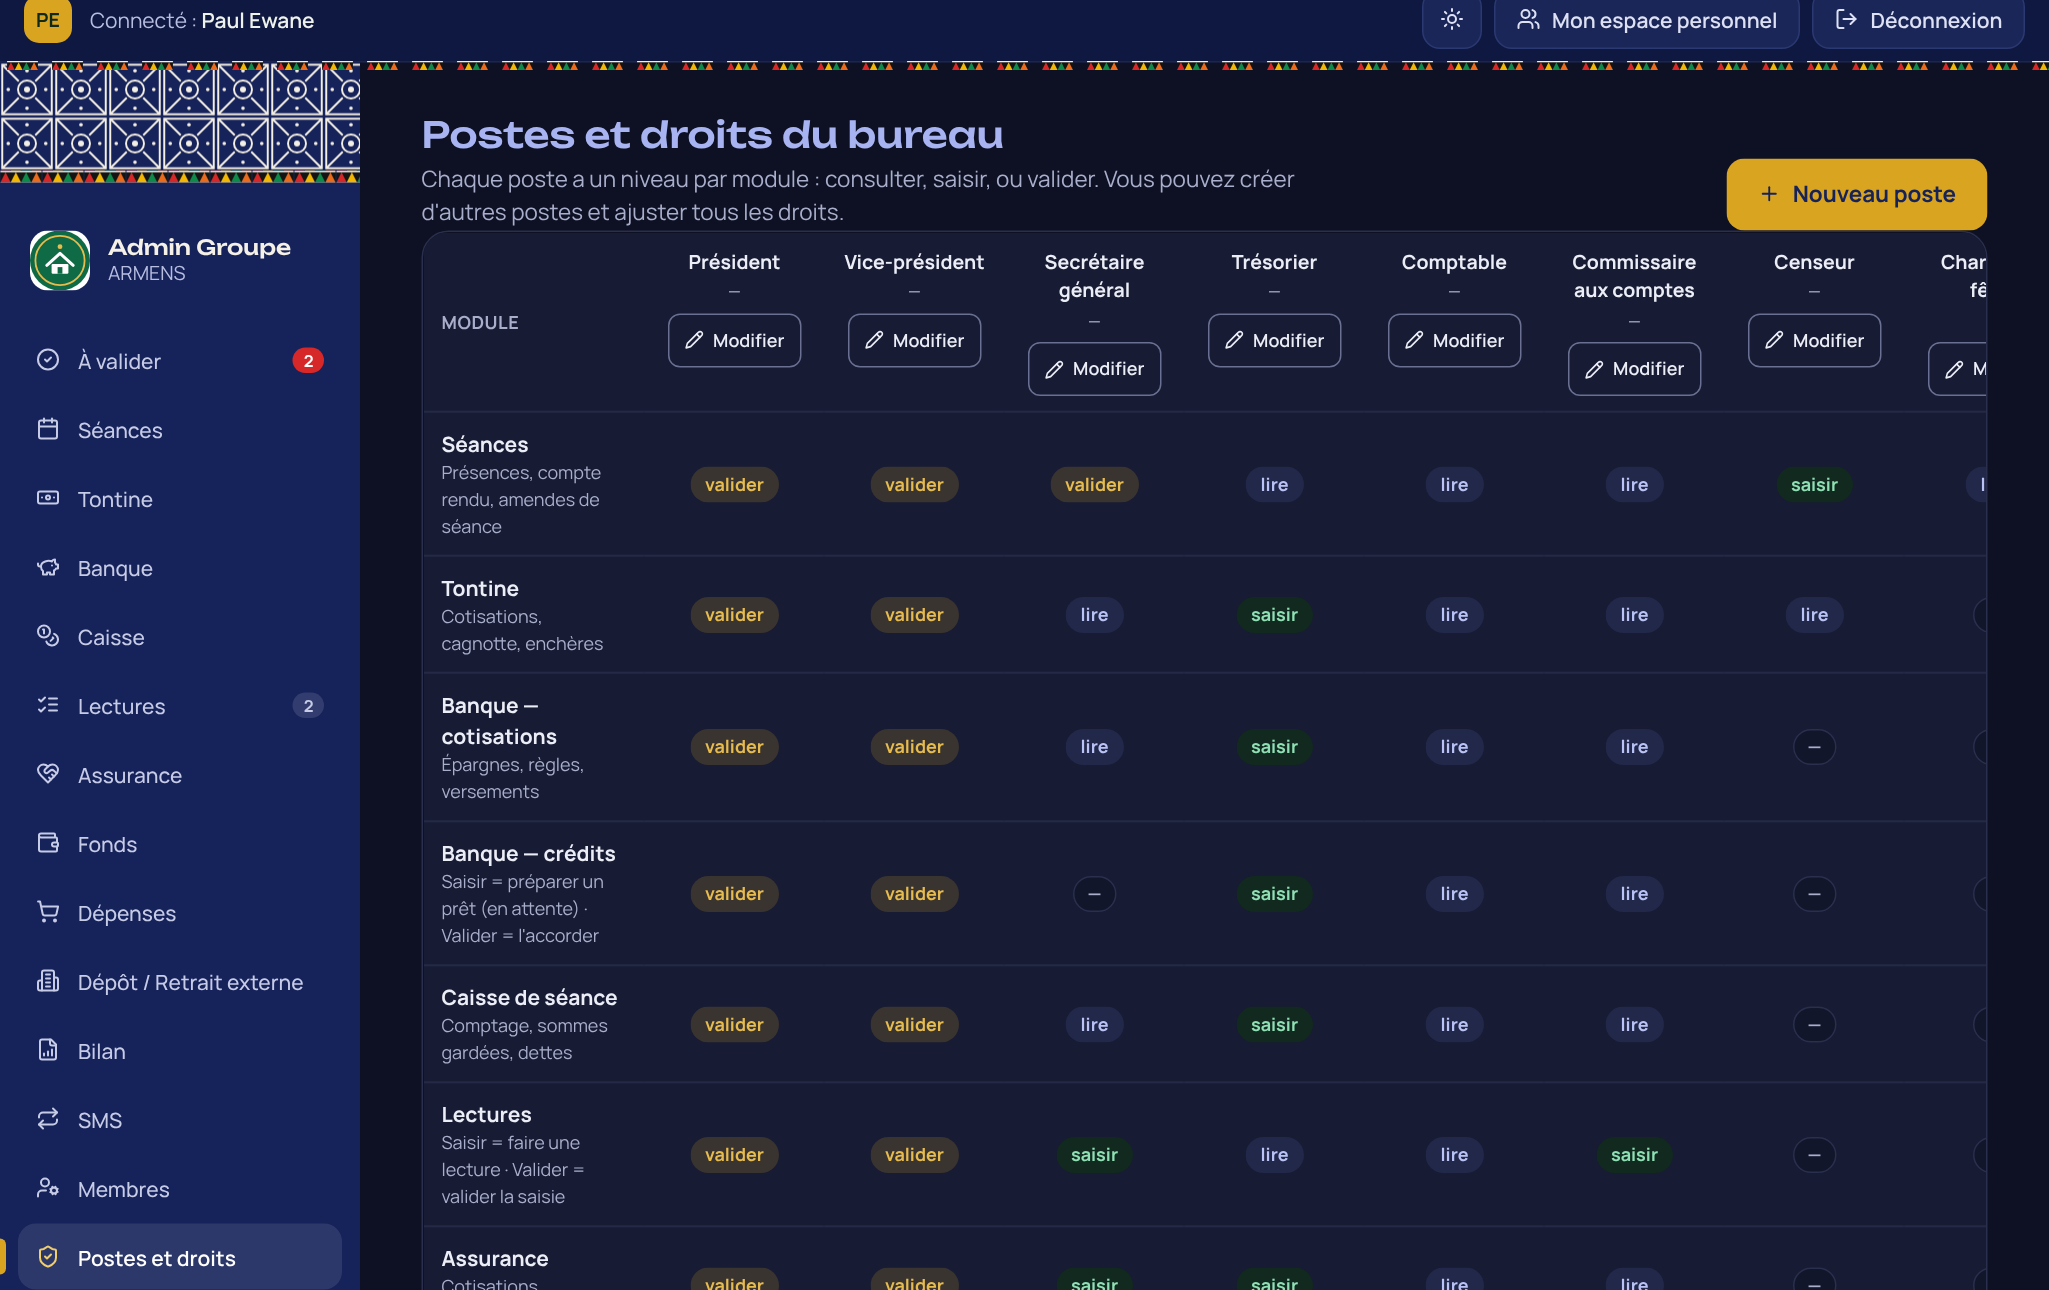 PE Connecté : Paul Ewane
Mon espace personnel
Déconnexion
Admin Groupe
ARMENS
À valider 2
Séances
Tontine
Banque
Caisse
Lectures 2
Assurance
Fonds
Dépenses
Dépôt / Retrait externe
Bilan
SMS
Membres
Postes et droits
Postes et droits du bureau
Chaque poste a un niveau par module : consulter, saisir, ou valider. Vous pouvez créer
d'autres postes et ajuster tous les droits.
+ Nouveau poste
MODULE
Président
—
Modifier
Vice-président
—
Modifier
Secrétaire
général
—
Modifier
Trésorier
—
Modifier
Comptable
—
Modifier
Commissaire
aux comptes
—
Modifier
Censeur
—
Modifier
Séances
Présences, compte
rendu, amendes de
séance
valider valider valider lire lire lire saisir
Tontine
Cotisations,
cagnotte, enchères
valider valider lire saisir lire lire lire
Banque —
cotisations
Épargnes, règles,
versements
valider valider lire saisir lire lire —
Banque — crédits
Saisir = préparer un
prêt (en attente) ·
Valider = l'accorder
valider valider — saisir lire lire —
Caisse de séance
Comptage, sommes
gardées, dettes
valider valider lire saisir lire lire —
Lectures
Saisir = faire une
lecture · Valider =
valider la saisie
valider valider saisir lire lire saisir —
Assurance
Cotisations
valider valider saisir saisir lire lire —